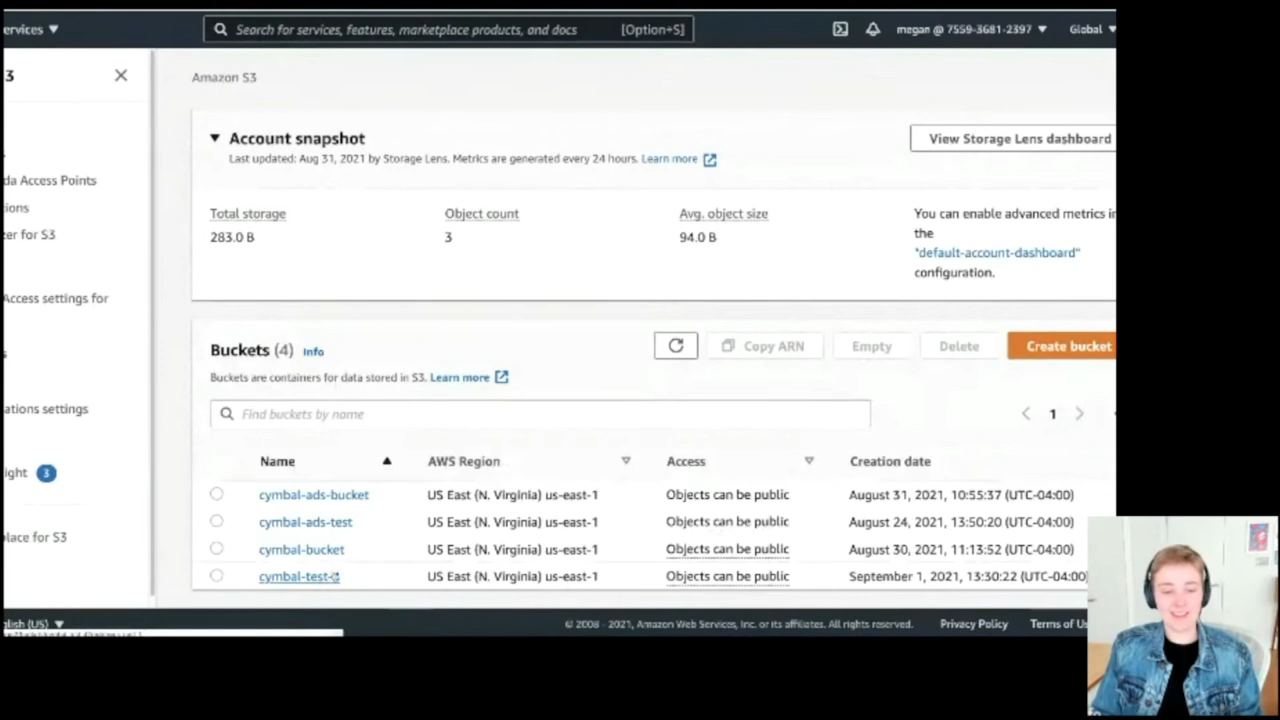 ervices ▼
Search for services, features, marketplace products, and docs [Option+S]
megan @ 7559-3681-2397 ▼
Global
3
da Access Points
ions
zer for S3
Access settings for
s
ations settings
ight 3
place for S3
Amazon S3
Account snapshot
Last updated: Aug 31, 2021 by Storage Lens. Metrics are generated every 24 hours. Learn more
View Storage Lens dashboard
Total storage
283.0 B
Object count
3
Avg. object size
94.0 B
You can enable advanced metrics in
the
"default-account-dashboard"
configuration.
Buckets (4) Info
Buckets are containers for data stored in S3. Learn more
Copy ARN
Empty
Delete
Create bucket
Find buckets by name
1
Name AWS Region Access Creation date
cymbal-ads-bucket US East (N. Virginia) us-east-1 Objects can be public August 31, 2021, 10:55:37 (UTC-04:00)
cymbal-ads-test US East (N. Virginia) us-east-1 Objects can be public August 24, 2021, 13:50:20 (UTC-04:00)
cymbal-bucket US East (N. Virginia) us-east-1 Objects can be public August 30, 2021, 11:13:52 (UTC-04:00)
US East (N. Virginia) us-east-1 Objects can be public September 1, 2021, 13:30:22 (UTC-04:00)
glish (US) ▼
© 2008 - 2021, Amazon Web Services, Inc. or its affiliates. All rights reserved. Privacy Policy Terms of Us